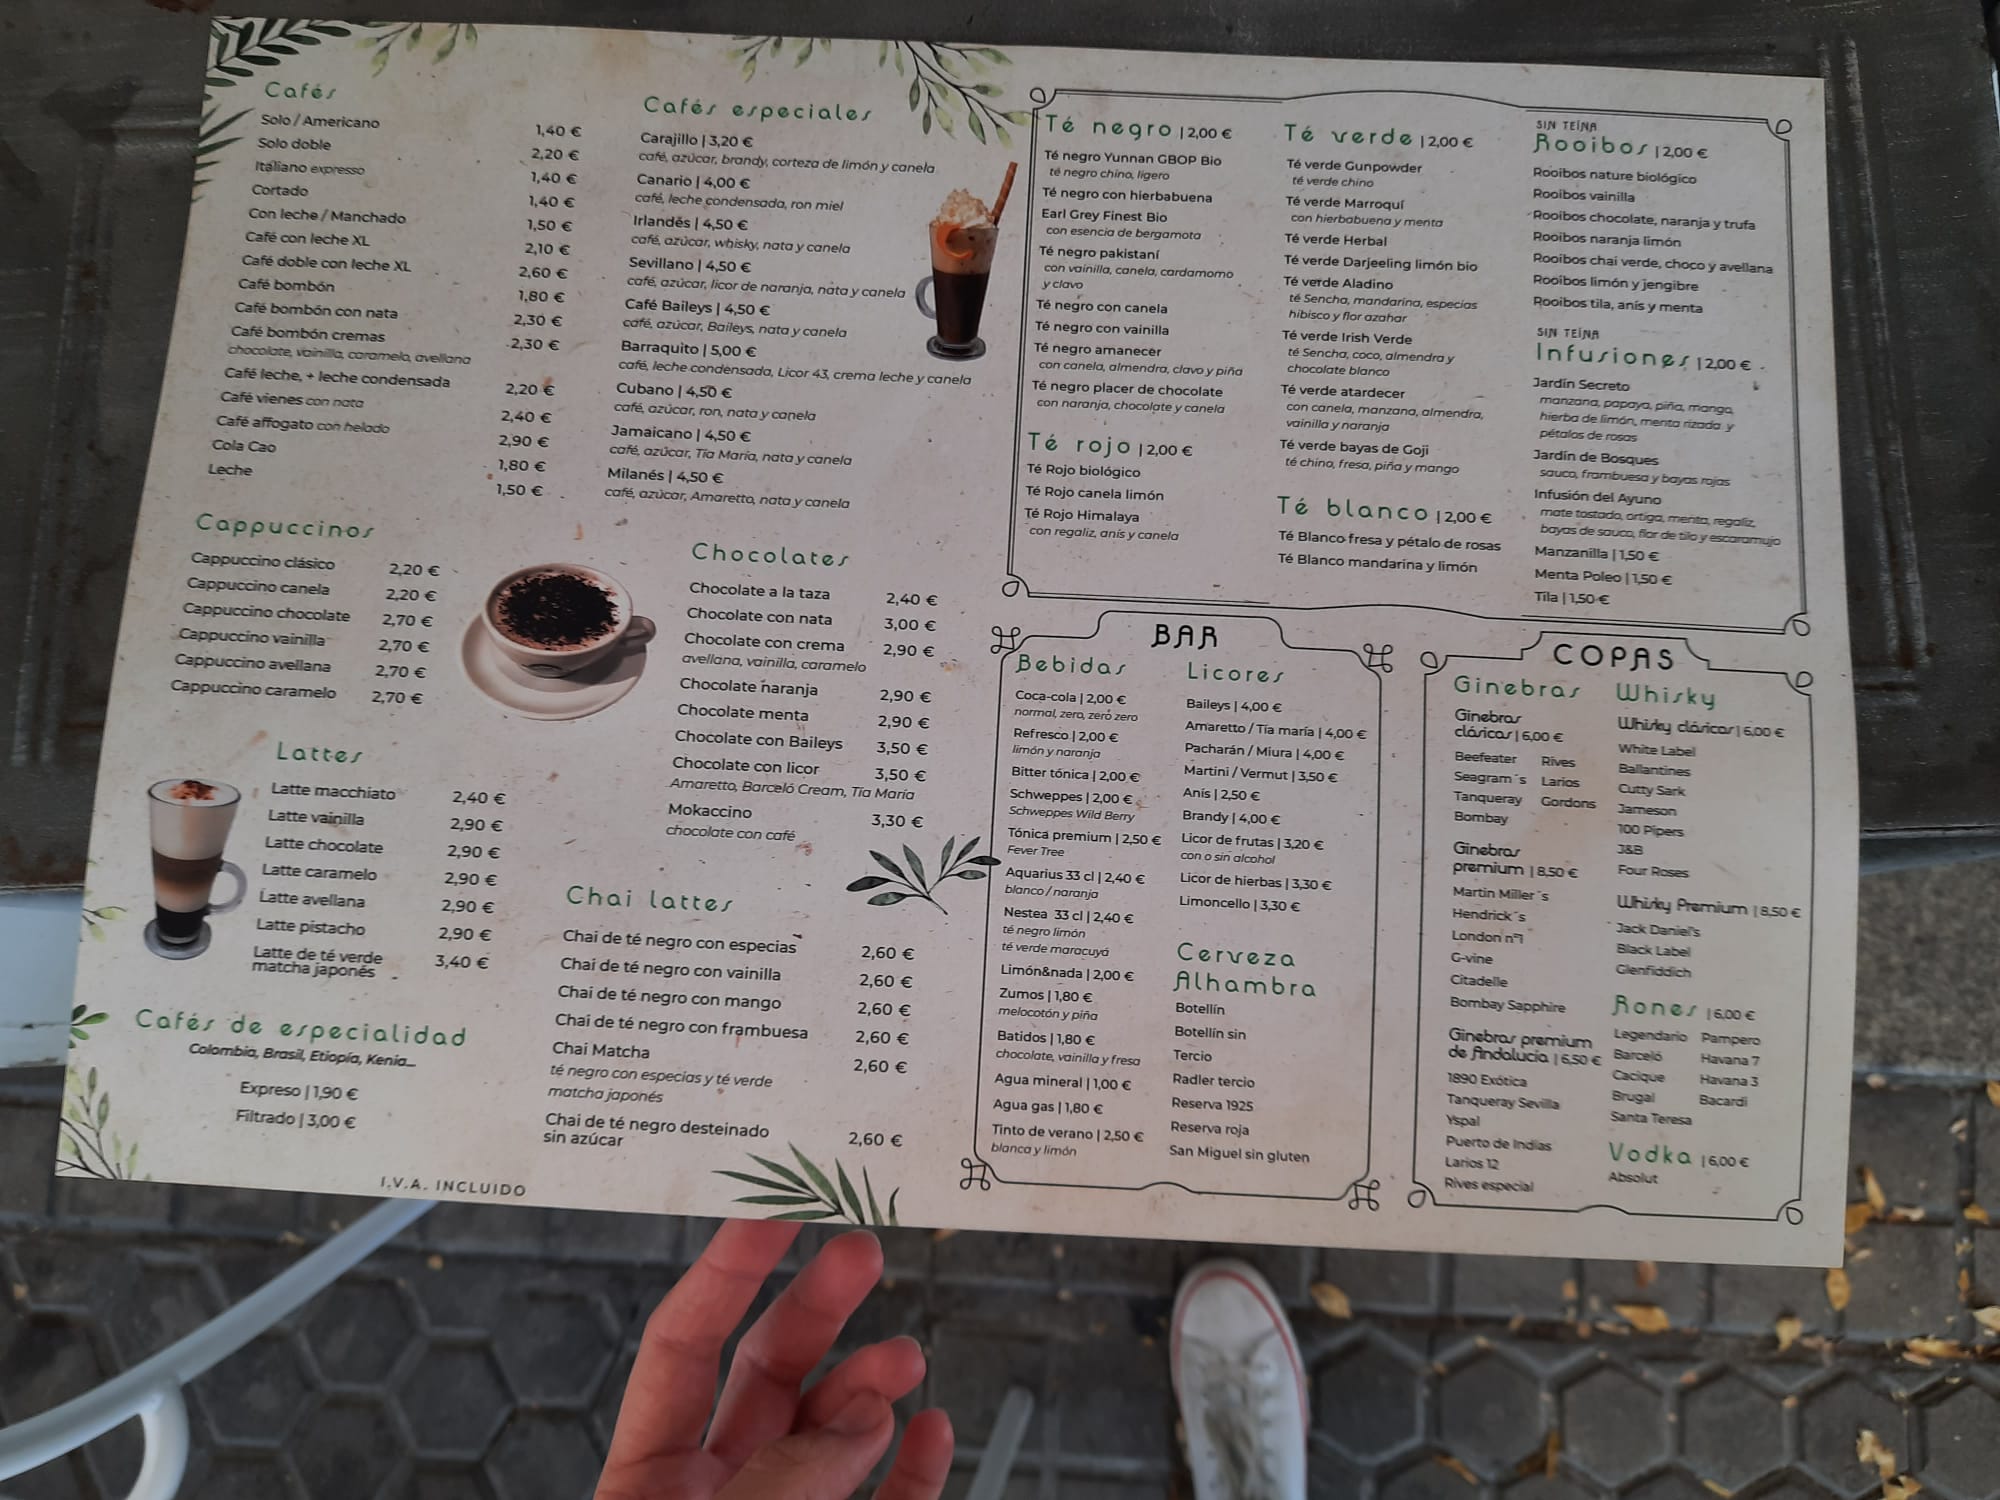 Cafés
Solo / Americano 1,40 €
Solo doble 2,20 €
Italiano expresso 1,40 €
Cortado 1,40 €
Con leche / Manchado 1,50 €
Café con leche XL 2,10 €
Café doble con leche XL 2,60 €
Café bombón 1,80 €
Café bombón con nata 2,30 €
Café bombón cremas 2,30 €
chocolate, vainilla, caramelo, avellana
Café leche, + leche condensada 2,20 €
Café vienes con nata 2,40 €
Café affogato con helado 2,90 €
Cola Cao 1,80 €
Leche 1,50 €
Cappuccinos
Cappuccino clásico 2,20 €
Cappuccino canela 2,20 €
Cappuccino chocolate 2,70 €
Cappuccino vainilla 2,70 €
Cappuccino avellana 2,70 €
Cappuccino caramelo 2,70 €
Lattes
Latte macchiato 2,40 €
Latte vainilla 2,90 €
Latte chocolate 2,90 €
Latte caramelo 2,90 €
Latte avellana 2,90 €
Latte pistacho 2,90 €
Latte de té verde
matcha japonés 3,40 €
Cafés de especialidad
Colombia, Brasil, Etiopía, Kenia...
Expreso | 1,90 €
Filtrado | 3,00 €
I.V.A. INCLUIDO
Cafés especiales
Carajillo | 3,20 €
café, azúcar, brandy, corteza de limón y canela
Canario | 4,00 €
café, leche condensada, ron miel
Irlandés | 4,50 €
café, azúcar, whisky, nata y canela
Sevillano | 4,50 €
café, azúcar, licor de naranja, nata y canela
Café Baileys | 4,50 €
café, azúcar, Baileys, nata y canela
Barraquito | 5,00 €
café, leche condensada, Licor 43, crema leche y canela
Cubano | 4,50 €
café, azúcar, ron, nata y canela
Jamaicano | 4,50 €
café, azúcar, Tía María, nata y canela
Milanés | 4,50 €
café, azúcar, Amaretto, nata y canela
Chocolates
Chocolate a la taza 2,40 €
Chocolate con nata 3,00 €
Chocolate con crema 2,90 €
avellana, vainilla, caramelo
Chocolate naranja 2,90 €
Chocolate menta 2,90 €
Chocolate con Baileys 3,50 €
Chocolate con licor 3,50 €
Amaretto, Barceló Cream, Tía María
Mokaccino 3,30 €
chocolate con café
Chai lattes
Chai de té negro con especias 2,60 €
Chai de té negro con vainilla 2,60 €
Chai de té negro con mango 2,60 €
Chai de té negro con frambuesa 2,60 €
Chai Matcha 2,60 €
té negro con especias y té verde
matcha japonés
Chai de té negro desteinado
sin azúcar 2,60 €
Té negro | 2,00 €
Té negro Yunnan GBOP Bio
té negro chino, ligero
Té negro con hierbabuena
Earl Grey Finest Bio
con esencia de bergamota
Té negro pakistaní
con vainilla, canela, cardamomo
y clavo
Té negro con canela
Té negro con vainilla
Té negro amanecer
con canela, almendra, clavo y piña
Té negro placer de chocolate
con naranja, chocolate y canela
Té rojo | 2,00 €
Té Rojo biológico
Té Rojo canela limón
Té Rojo Himalaya
con regaliz, anís y canela
Té verde | 2,00 €
Té verde Gunpowder
té verde chino
Té verde Marroquí
con hierbabuena y menta
Té verde Herbal
Té verde Darjeeling limón bio
Té verde Aladino
té Sencha, mandarina, especias
hibisco y flor azahar
Té verde Irish Verde
té Sencha, coco, almendra y
chocolate blanco
Té verde atardecer
con canela, manzana, almendra,
vainilla y naranja
Té verde bayas de Goji
té chino, fresa, piña y mango
Té blanco | 2,00 €
Té Blanco fresa y pétalo de rosas
Té Blanco mandarina y limón
SIN TEÍNA
Rooibos | 2,00 €
Rooibos nature biológico
Rooibos vainilla
Rooibos chocolate, naranja y trufa
Rooibos naranja limón
Rooibos chai verde, choco y avellana
Rooibos limón y jengibre
Rooibos tila, anís y menta
SIN TEÍNA
Infusiones | 2,00 €
Jardín Secreto
manzana, papaya, piña, mango,
hierba de limón, menta rizada y
pétalos de rosas
Jardín de Bosques
sauco, frambuesa y bayas rojas
Infusión del Ayuno
mate tostado, ortiga, menta, regaliz,
bayas de sauco, flor de tilo y escaramujo
Manzanilla | 1,50 €
Menta Poleo | 1,50 €
Tila | 1,50 €
BAR
Bebidas
Coca-cola | 2,00 €
normal, zero, zero zero
Refresco | 2,00 €
limón y naranja
Bitter tónica | 2,00 €
Schweppes | 2,00 €
Schweppes Wild Berry
Tónica premium | 2,50 €
Fever Tree
Aquarius 33 cl | 2,40 €
blanco / naranja
Nestea 33 cl | 2,40 €
té negro limón
té verde maracuyá
Limón&nada | 2,00 €
Zumos | 1,80 €
melocotón y piña
Batidos | 1,80 €
chocolate, vainilla y fresa
Agua mineral | 1,00 €
Agua gas | 1,80 €
Tinto de verano | 2,50 €
blanca y limón
Licores
Baileys | 4,00 €
Amaretto / Tía maría | 4,00 €
Pacharán / Miura | 4,00 €
Martini / Vermut | 3,50 €
Anís | 2,50 €
Brandy | 4,00 €
Licor de frutas | 3,20 €
con o sin alcohol
Licor de hierbas | 3,30 €
Limoncello | 3,30 €
Cerveza
Alhambra
Botellín
Botellín sin
Tercio
Radler tercio
Reserva 1925
Reserva roja
San Miguel sin gluten
COPAS
Ginebras
Ginebras
clásicas | 6,00 €
Beefeater Rives
Seagram´s Larios
Tanqueray Gordons
Bombay
Ginebras
premium | 8,50 €
Martin Miller´s
Hendrick´s
London nº1
G-vine
Citadelle
Bombay Sapphire
Ginebras premium
de Andalucía | 6,50 €
1890 Exótica
Tanqueray Sevilla
Yspal
Puerto de Indias
Larios 12
Rives especial
Whisky
Whisky clásicos | 6,00 €
White Label
Ballantines
Cutty Sark
Jameson
100 Pipers
J&B
Four Roses
Whisky Premium | 8,50 €
Jack Daniel's
Black Label
Glenfiddich
Rones | 6,00 €
Legendario Pampero
Barceló Havana 7
Cacique Havana 3
Brugal Bacardi
Santa Teresa
Vodka | 6,00 €
Absolut